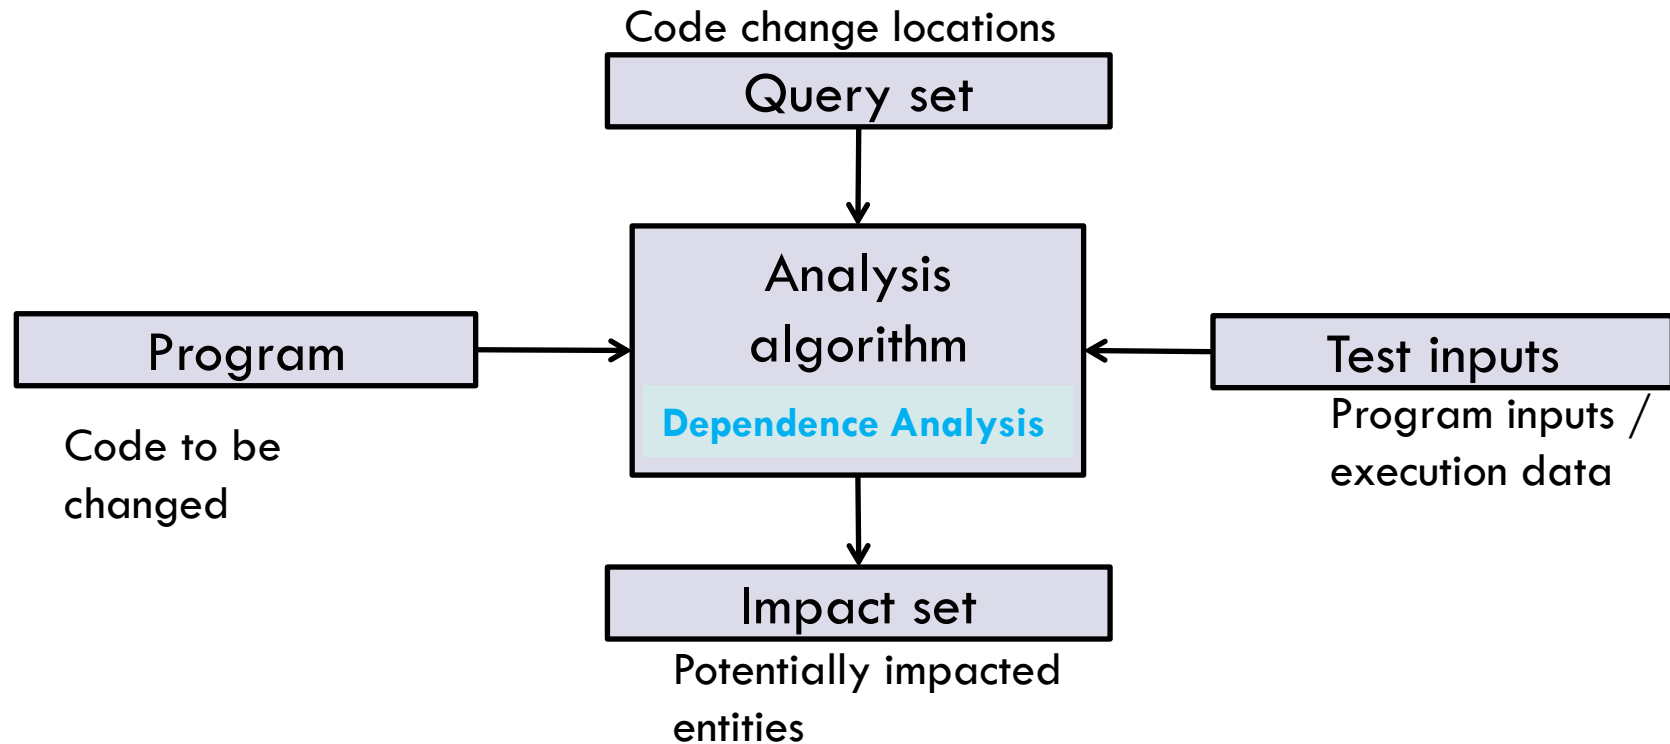 Code change locations
Query set
Analysis
algorithm
Dependence Analysis
Program
Code to be
changed
Test inputs
Program inputs /
execution data
Impact set
Potentially impacted
entities